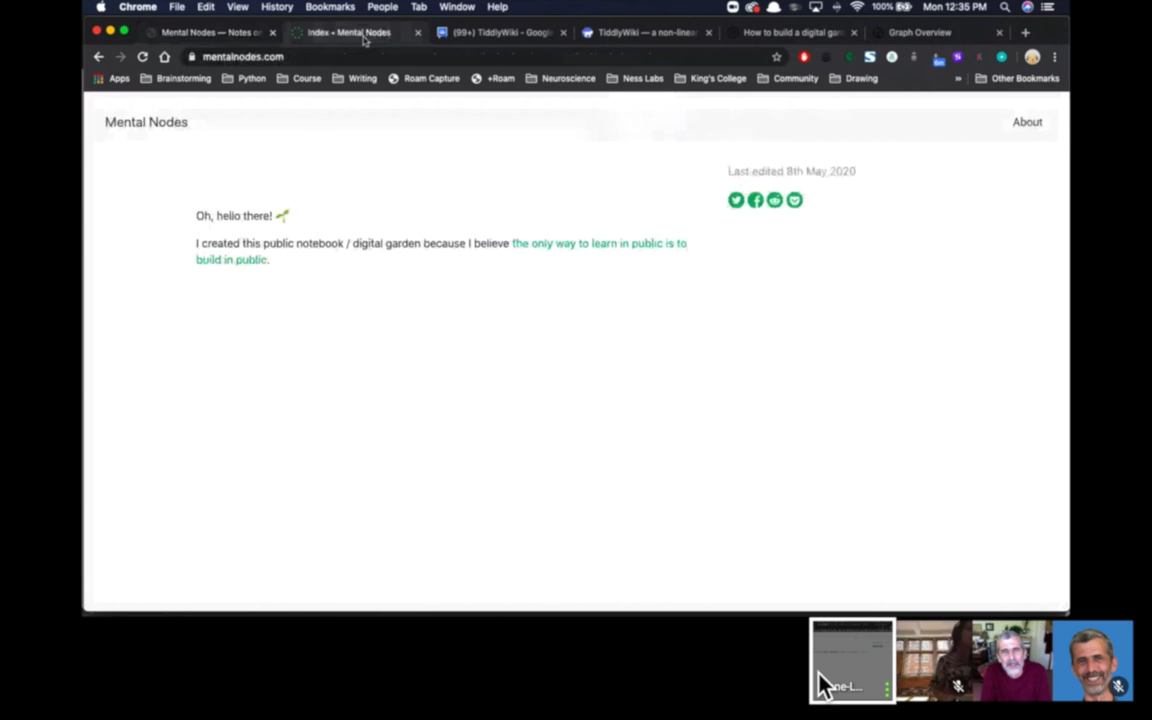 Chrome File Edit View History Bookmarks People Tab Window Help 100% Mon 12:35 PM
Mental Nodes — Notes on Index • Mental Nodes (99+) TiddlyWiki - Google TiddlyWiki — a non-linear How to build a digital gar Graph Overview
mentalnodes.com
Apps Brainstorming Python Course Writing Roam Capture +Roam Neuroscience Ness Labs King's College Community Drawing » Other Bookmarks
Mental Nodes About
Last edited 8th May 2020
Oh, hello there!
I created this public notebook / digital garden because I believe the only way to learn in public is to
build in public.